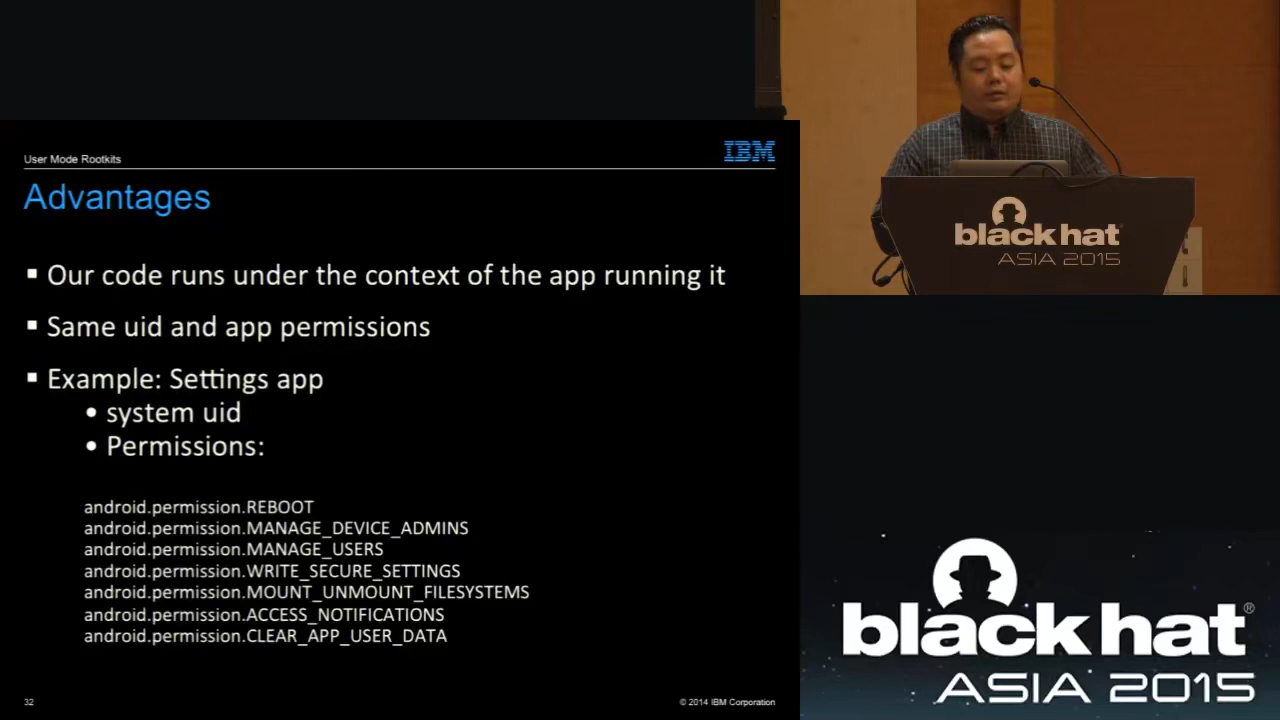 User Mode Rootkits
IBM
Advantages
▪ Our code runs under the context of the app running it
▪ Same uid and app permissions
▪ Example: Settings app
• system uid
• Permissions:
android.permission.REBOOT
android.permission.MANAGE_DEVICE_ADMINS
android.permission.MANAGE_USERS
android.permission.WRITE_SECURE_SETTINGS
android.permission.MOUNT_UNMOUNT_FILESYSTEMS
android.permission.ACCESS_NOTIFICATIONS
android.permission.CLEAR_APP_USER_DATA
32
© 2014 IBM Corporation
black hat
ASIA 2015
black hat®
ASIA 2015